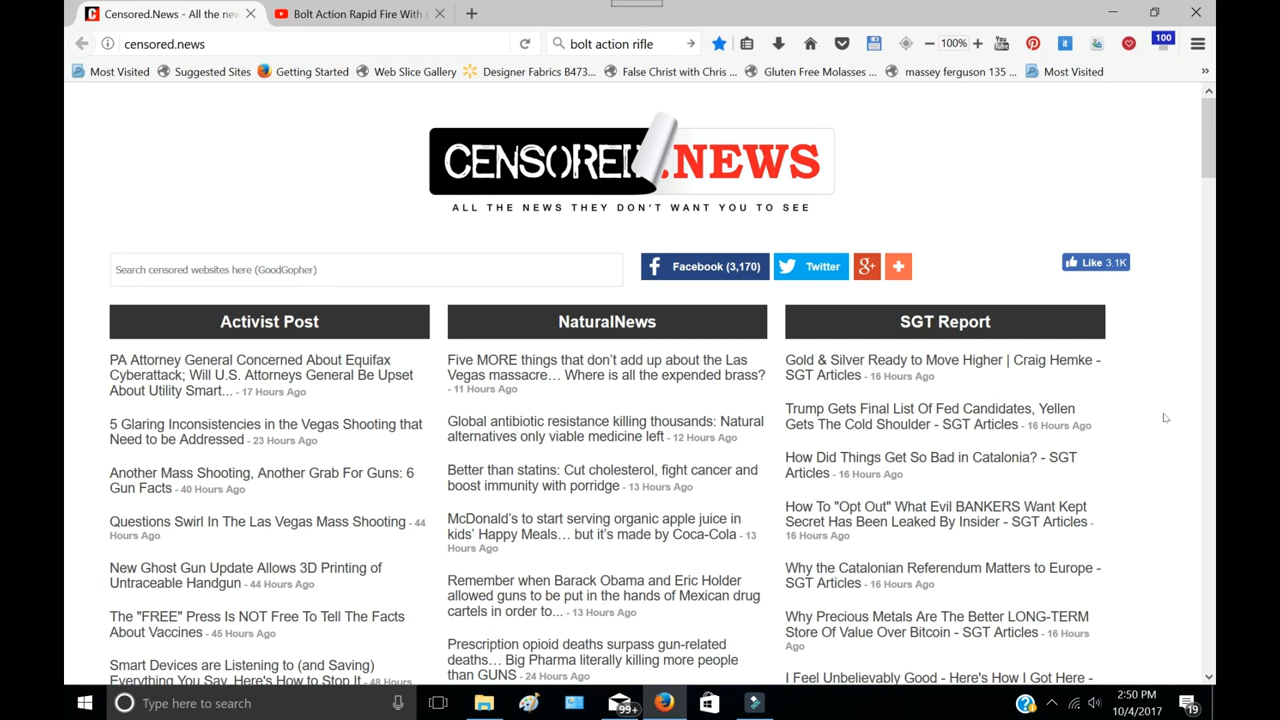 Censored.News - All the new
Bolt Action Rapid Fire With
censored.news
bolt action rifle
100%
You
Tube
100
Most Visited
Suggested Sites
Getting Started
Web Slice Gallery
Designer Fabrics B473...
False Christ with Chris ...
Gluten Free Molasses ...
massey ferguson 135 ...
Most Visited
CENSORED.NEWS
ALL THE NEWS THEY DON'T WANT YOU TO SEE
Search censored websites here (GoodGopher)
Facebook (3,170)
Twitter
Like 3.1K
Activist Post
PA Attorney General Concerned About Equifax
Cyberattack; Will U.S. Attorneys General Be Upset
About Utility Smart... - 17 Hours Ago
5 Glaring Inconsistencies in the Vegas Shooting that
Need to be Addressed - 23 Hours Ago
Another Mass Shooting, Another Grab For Guns: 6
Gun Facts - 40 Hours Ago
Questions Swirl In The Las Vegas Mass Shooting - 44
Hours Ago
New Ghost Gun Update Allows 3D Printing of
Untraceable Handgun - 44 Hours Ago
The "FREE" Press Is NOT Free To Tell The Facts
About Vaccines - 45 Hours Ago
Smart Devices are Listening to (and Saving)
Everything You Say, Here's How to Stop It - 48 Hours
NaturalNews
Five MORE things that don't add up about the Las
Vegas massacre… Where is all the expended brass?
- 11 Hours Ago
Global antibiotic resistance killing thousands: Natural
alternatives only viable medicine left - 12 Hours Ago
Better than statins: Cut cholesterol, fight cancer and
boost immunity with porridge - 13 Hours Ago
McDonald's to start serving organic apple juice in
kids' Happy Meals… but it's made by Coca-Cola - 13
Hours Ago
Remember when Barack Obama and Eric Holder
allowed guns to be put in the hands of Mexican drug
cartels in order to... - 13 Hours Ago
Prescription opioid deaths surpass gun-related
deaths… Big Pharma literally killing more people
than GUNS - 24 Hours Ago
SGT Report
Gold & Silver Ready to Move Higher | Craig Hemke -
SGT Articles - 16 Hours Ago
Trump Gets Final List Of Fed Candidates, Yellen
Gets The Cold Shoulder - SGT Articles - 16 Hours Ago
How Did Things Get So Bad in Catalonia? - SGT
Articles - 16 Hours Ago
How To "Opt Out" What Evil BANKERS Want Kept
Secret Has Been Leaked By Insider - SGT Articles -
16 Hours Ago
Why the Catalonian Referendum Matters to Europe -
SGT Articles - 16 Hours Ago
Why Precious Metals Are The Better LONG-TERM
Store Of Value Over Bitcoin - SGT Articles - 16 Hours
Ago
I Feel Unbelievably Good - Here's How I Got Here -
Type here to search
99+
2:50 PM
10/4/2017
19